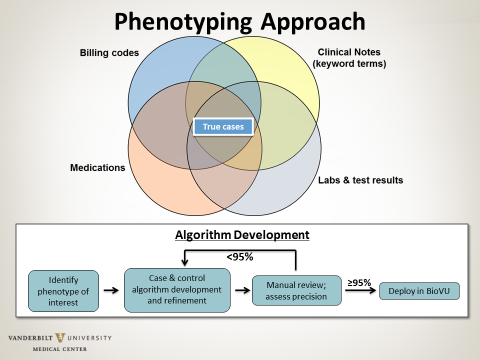 Phenotyping Approach
Billing codes
Clinical Notes
(keyword terms)
True cases
Medications
Labs & test results
Algorithm Development
<95%
Identify
phenotype of
interest
Case & control
algorithm development
and refinement
Manual review;
assess precision
≥95%
Deploy in BioVU
VANDERBILT UNIVERSITY
MEDICAL CENTER